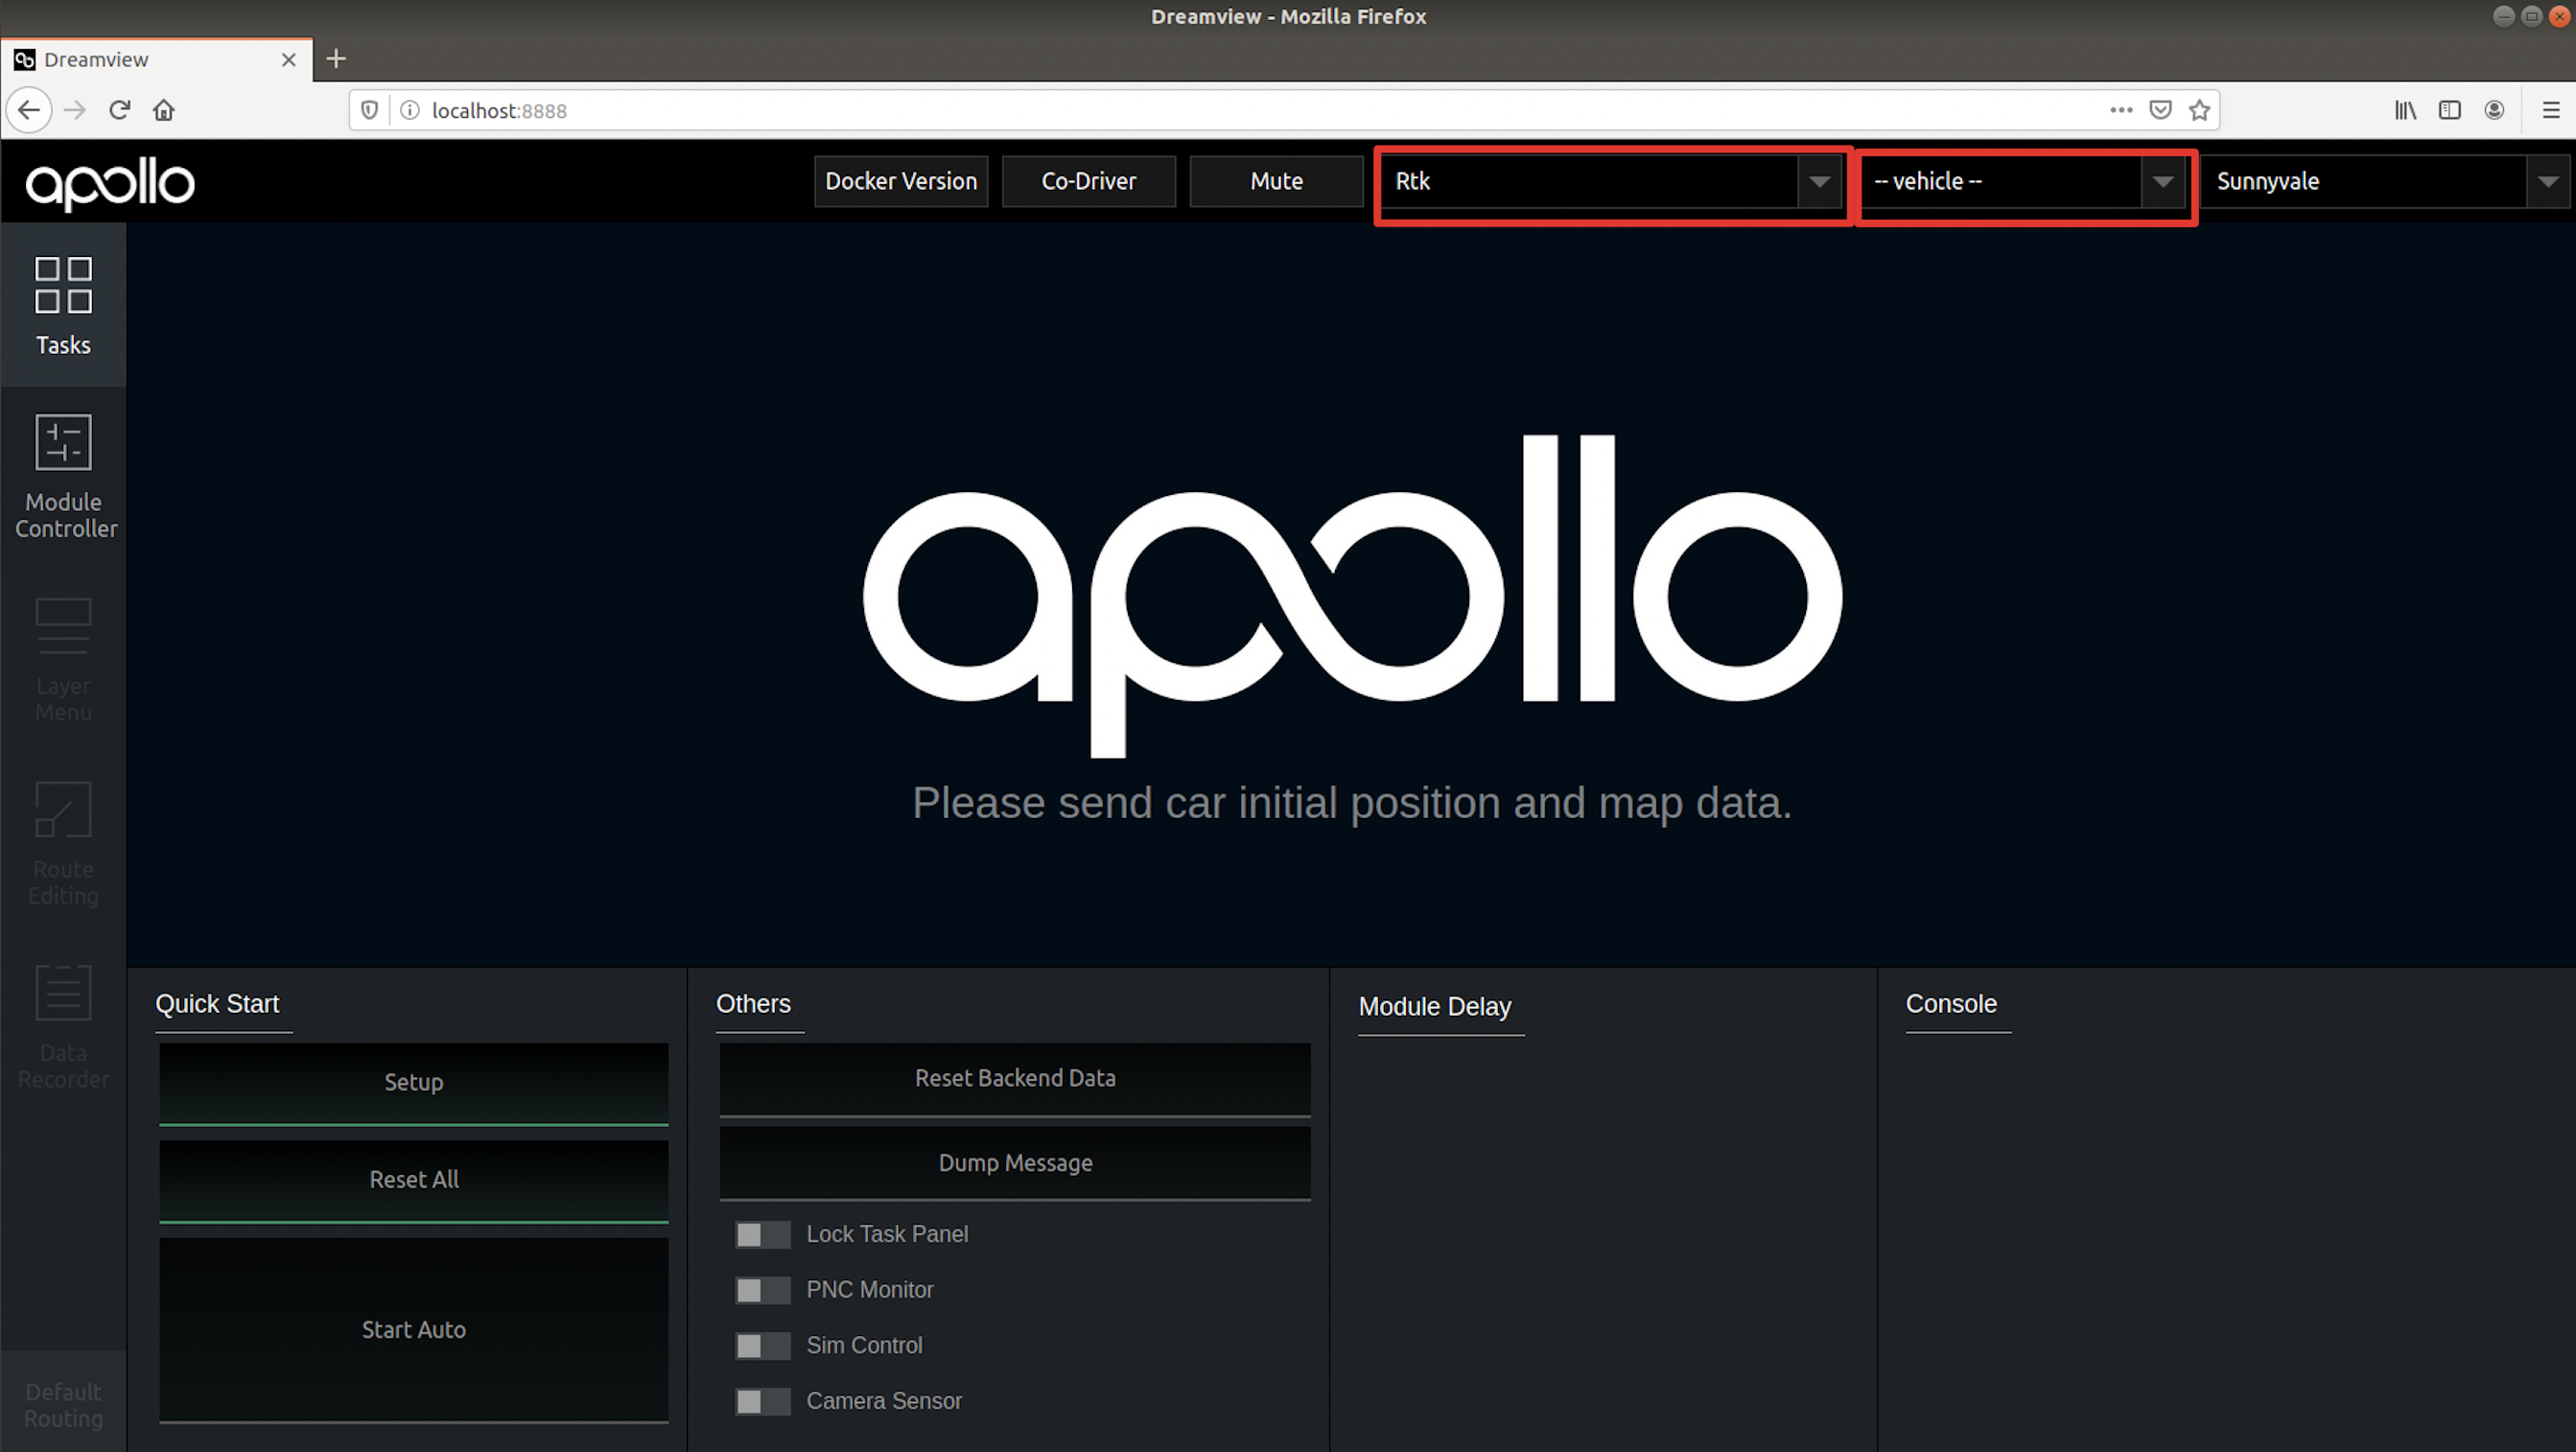 Dreamview - Mozilla Firefox
Dreamview
localhost:8888
apollo
Docker Version
Co-Driver
Mute
Rtk
-- vehicle --
Sunnyvale
Tasks
Module
Controller
Layer
Menu
Route
Editing
Data
Recorder
Default
Routing
apollo
Please send car initial position and map data.
Quick Start
Setup
Reset All
Start Auto
Others
Reset Backend Data
Dump Message
Lock Task Panel
PNC Monitor
Sim Control
Camera Sensor
Module Delay
Console